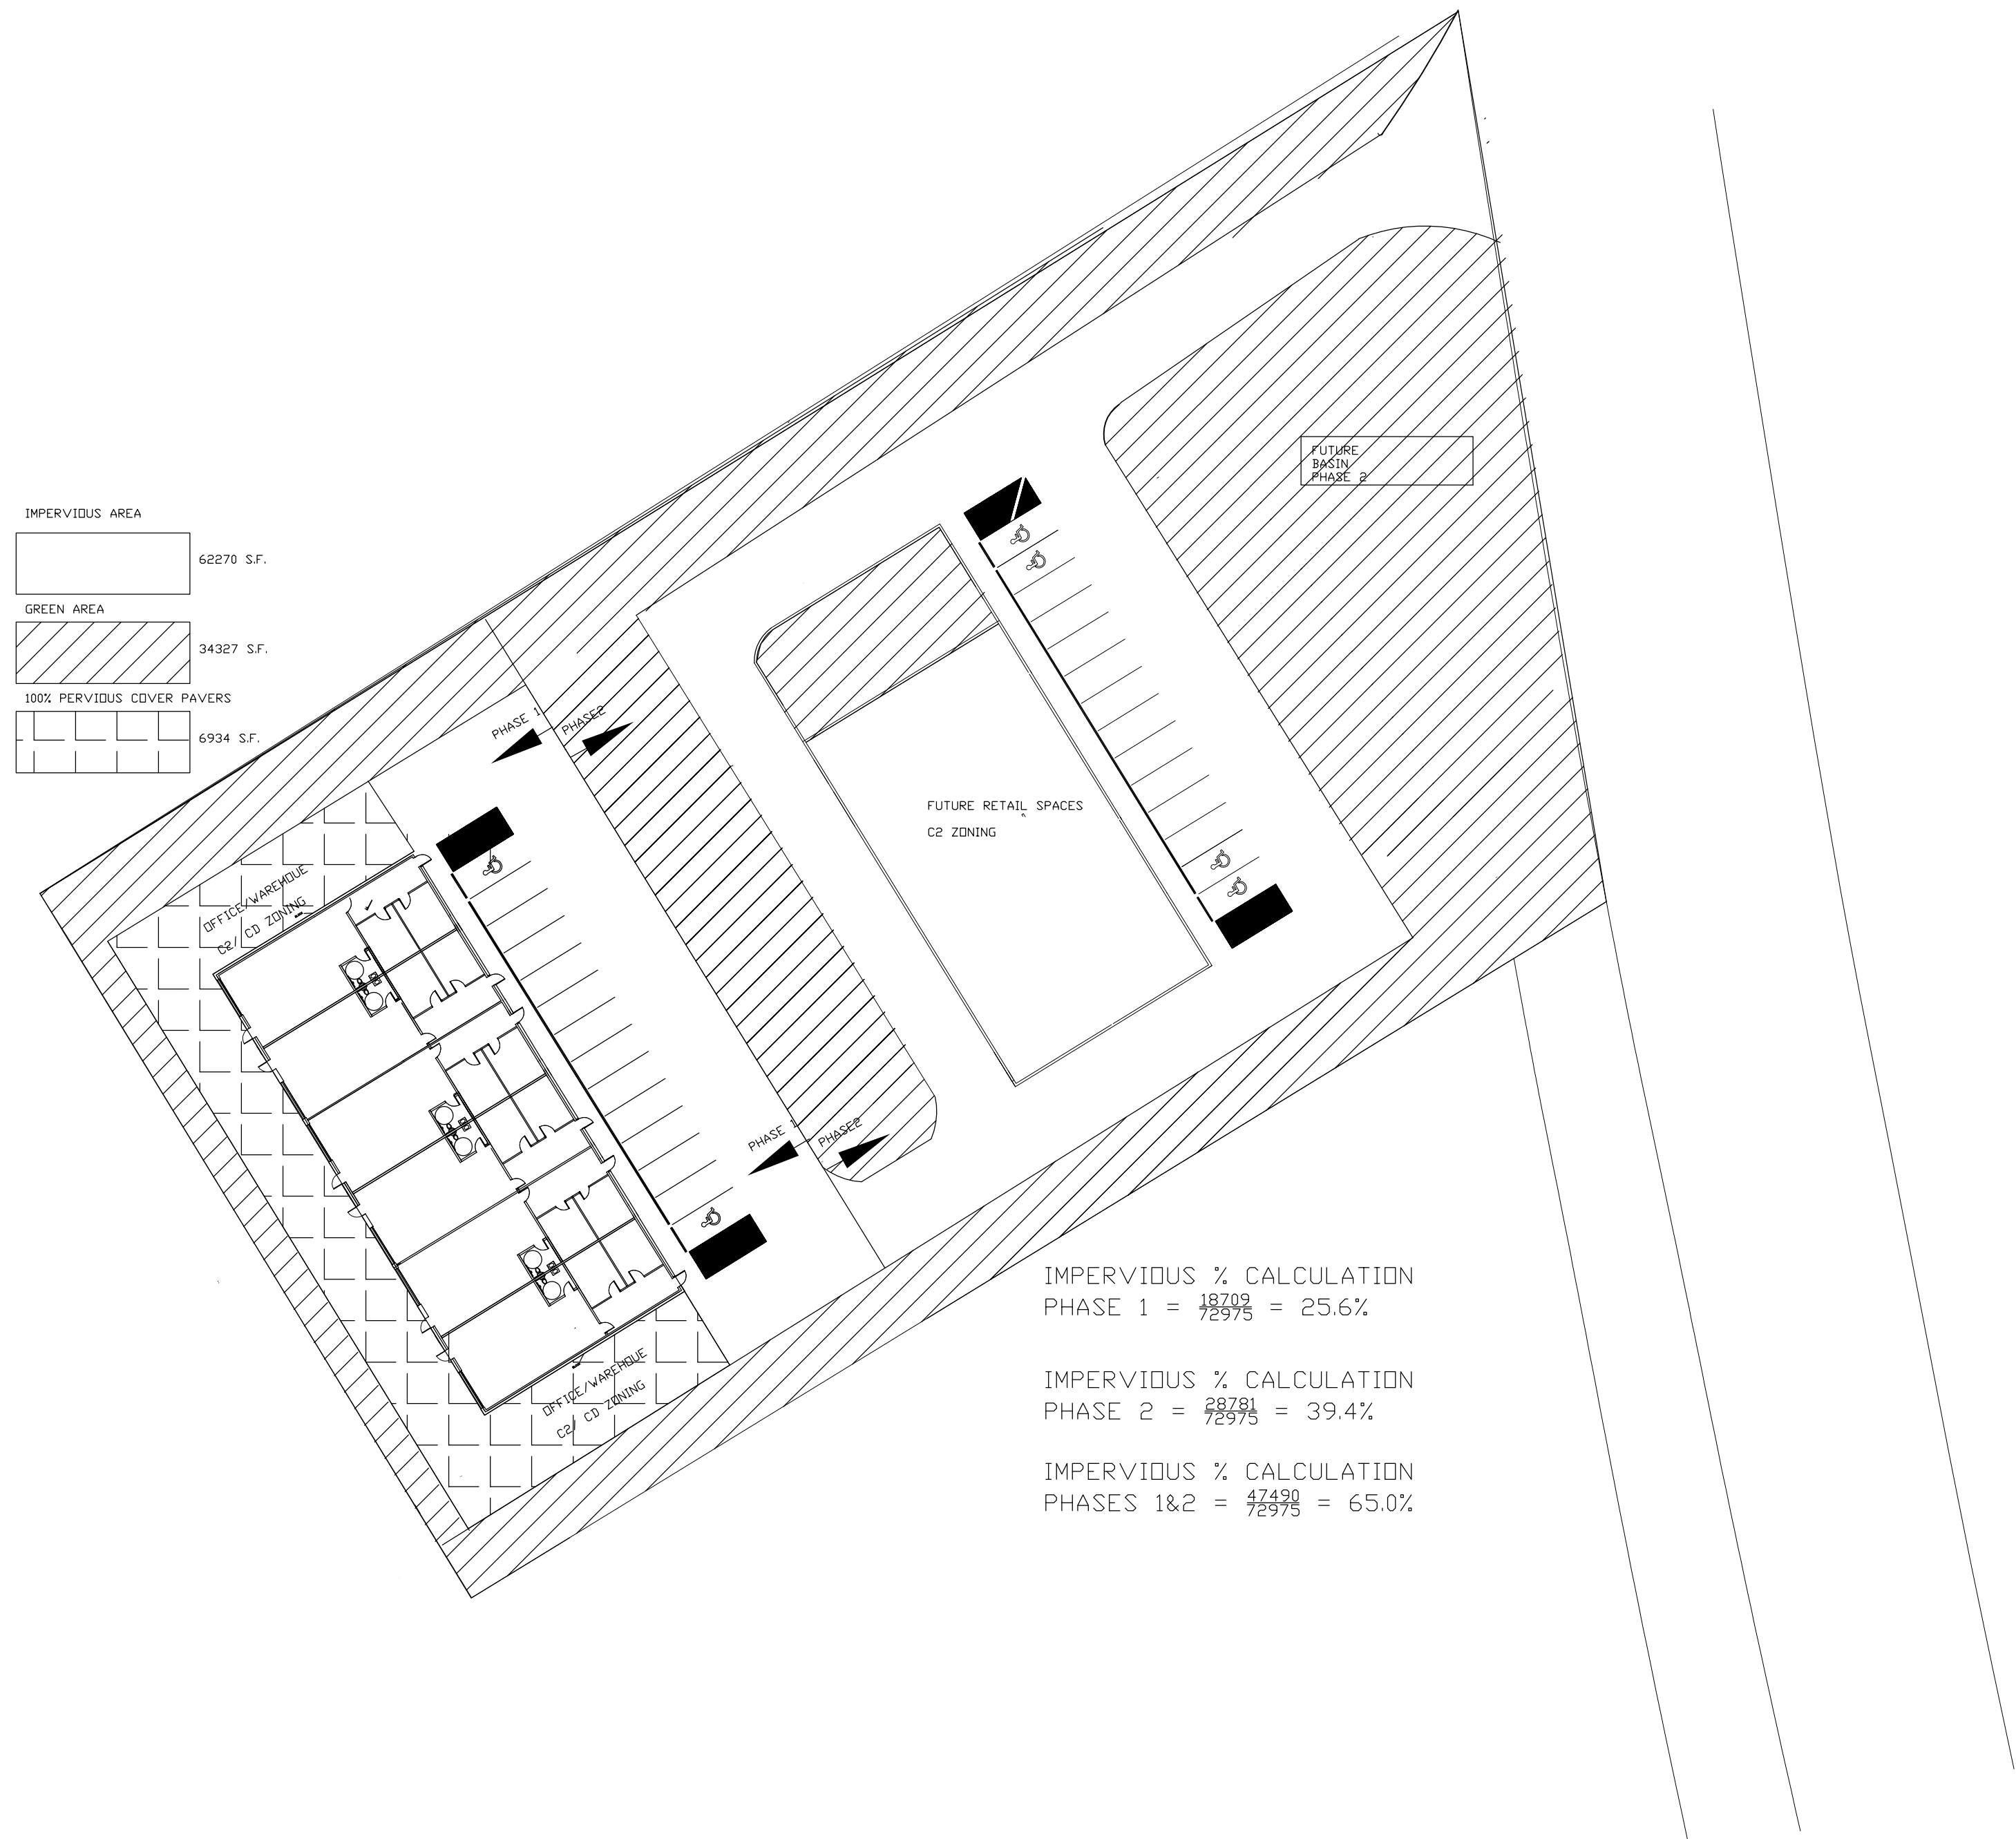 IMPERVIOUS AREA
62270 S.F.
GREEN AREA
34327 S.F.
100% PERVIOUS COVER PAVERS
6934 S.F.
FUTURE
BASIN
PHASE 2
PHASE 1
PHASE2
FUTURE RETAIL SPACES
C2 ZONING
OFFICE/WAREHOUE
C2/ CD ZONING
PHASE 1
PHASE2
OFFICE/WAREHOUE
C2/ CD ZONING
IMPERVIOUS % CALCULATION
PHASE 1 = 18709/72975 = 25.6%
IMPERVIOUS % CALCULATION
PHASE 2 = 28781/72975 = 39.4%
IMPERVIOUS % CALCULATION
PHASES 1&2 = 47490/72975 = 65.0%